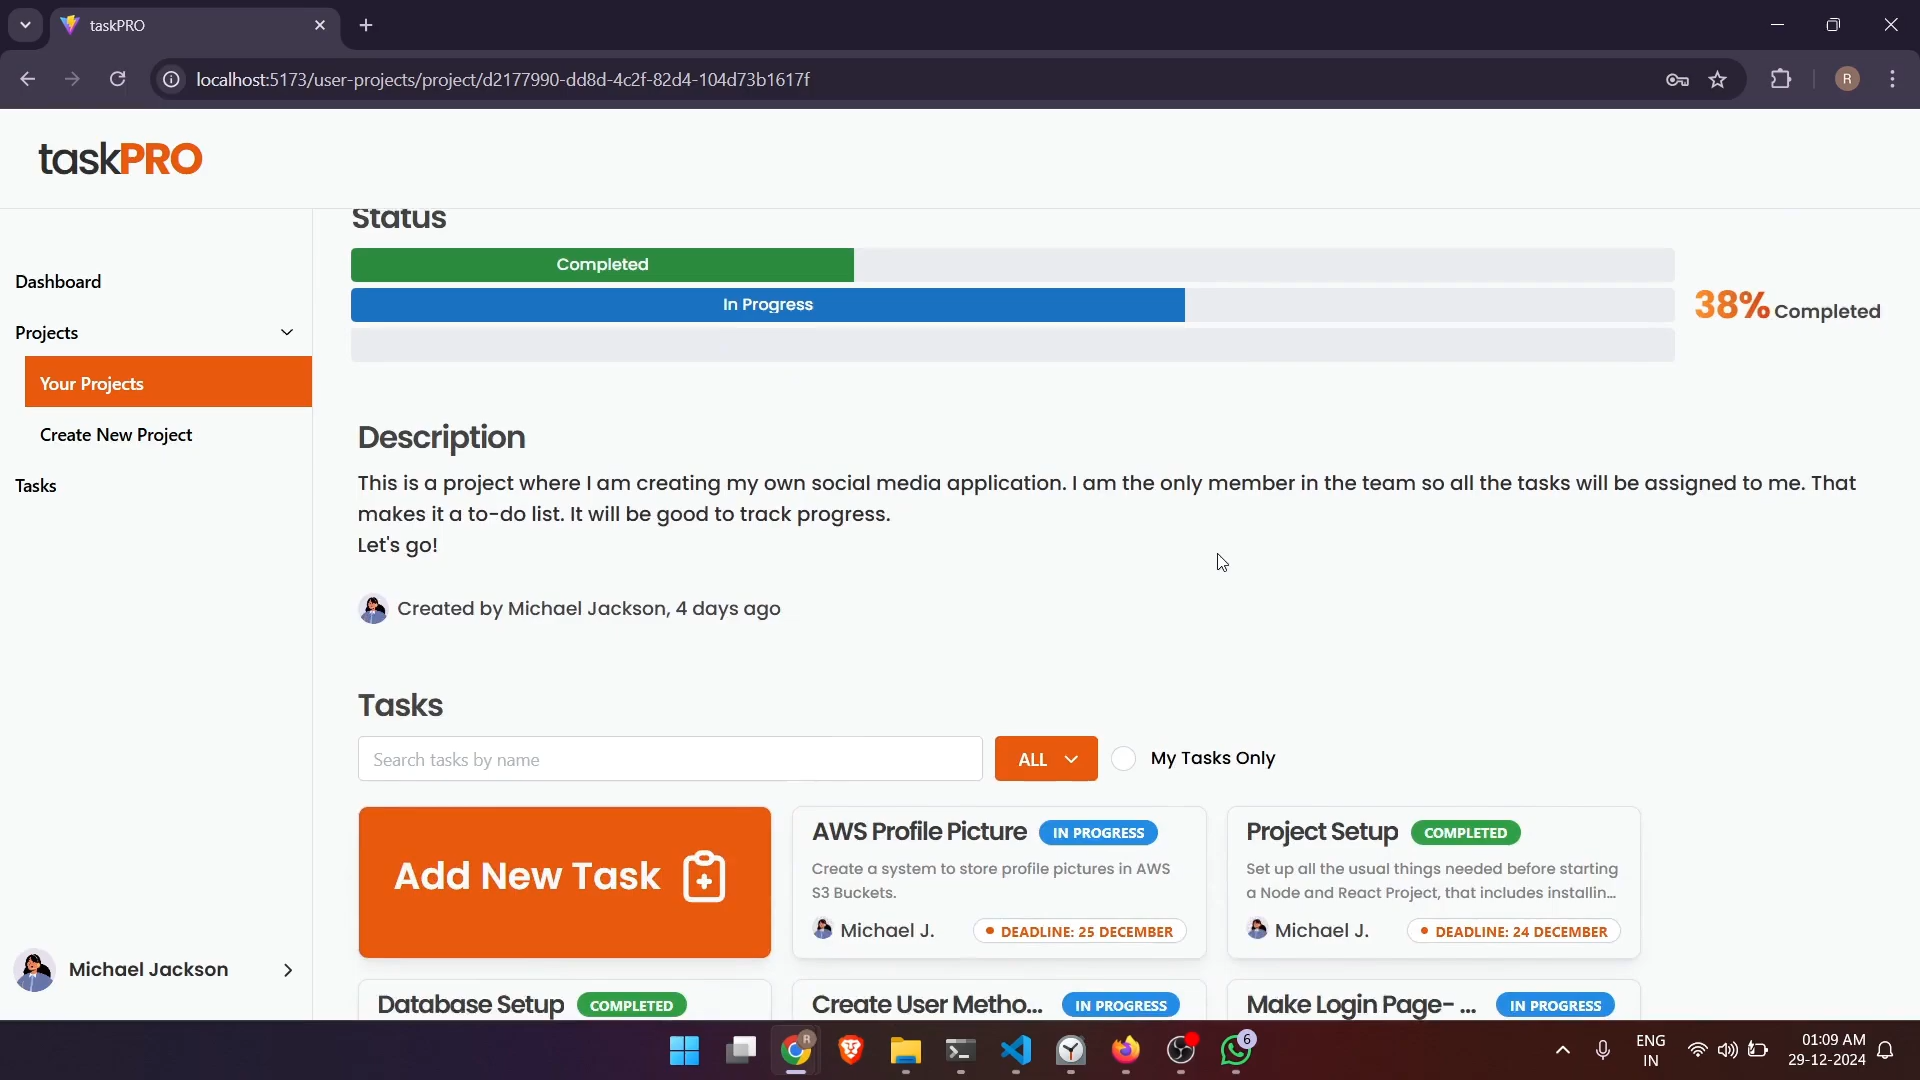 taskPRO
localhost:5173/user-projects/project/d2177990-dd8d-4c2f-82d4-104d73b1617f
R
taskPRO
Dashboard
Projects
Your Projects
Create New Project
Tasks
Michael Jackson
Status
Completed
In Progress
38% Completed
Description
This is a project where I am creating my own social media application. I am the only member in the team so all the tasks will be assigned to me. That
makes it a to-do list. It will be good to track progress.
Let's go!
Created by Michael Jackson, 4 days ago
Tasks
Search tasks by name
ALL
My Tasks Only
Add New Task
AWS Profile Picture IN PROGRESS
Create a system to store profile pictures in AWS
S3 Buckets.
Michael J. DEADLINE: 25 DECEMBER
Project Setup COMPLETED
Set up all the usual things needed before starting
a Node and React Project, that includes installin...
Michael J. DEADLINE: 24 DECEMBER
Database Setup COMPLETED
Create User Metho... IN PROGRESS
Make Login Page- ... IN PROGRESS
R
6
ENG
IN
01:09 AM
29-12-2024